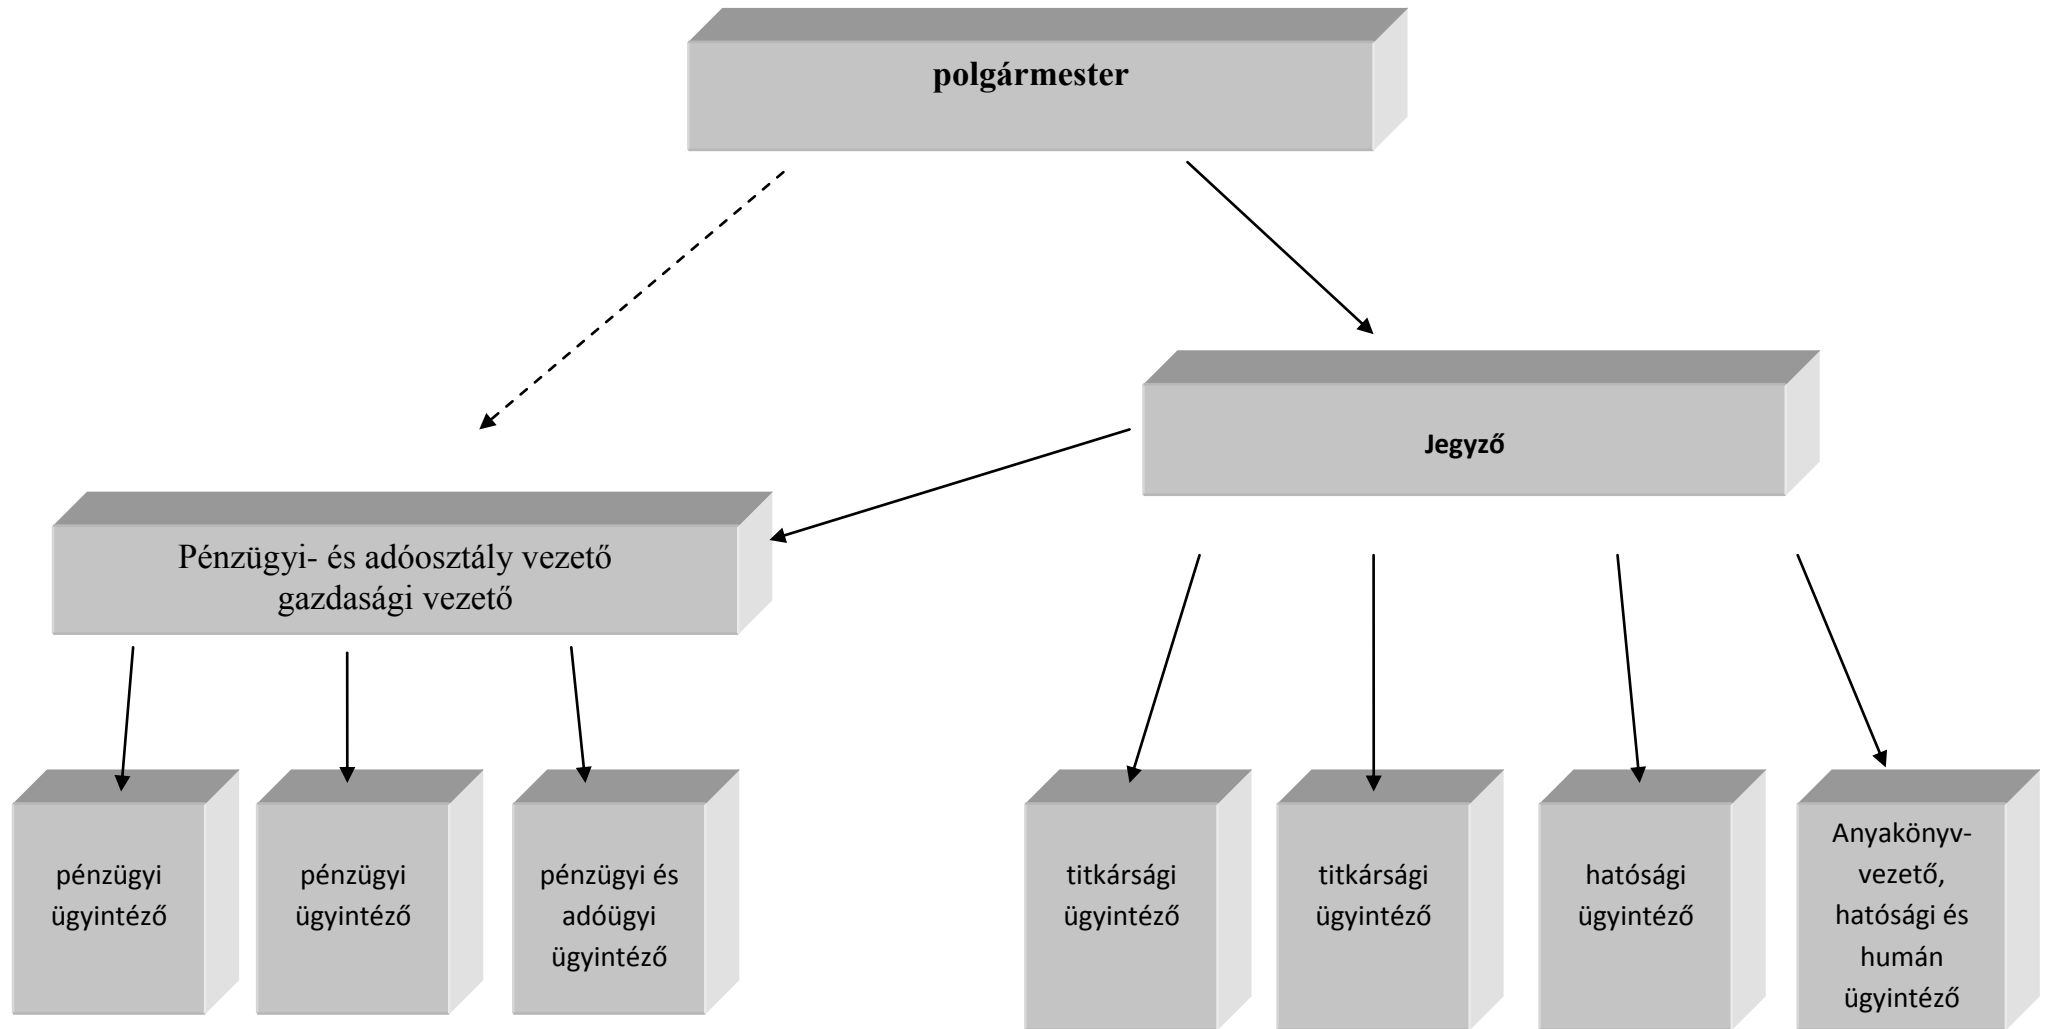 polgármester
Jegyző
Pénzügyi- és adóosztály vezető
gazdasági vezető
pénzügyi
ügyintéző
pénzügyi
ügyintéző
pénzügyi és
adóügyi
ügyintéző
titkársági
ügyintéző
titkársági
ügyintéző
hatósági
ügyintéző
Anyakönyv-
vezető,
hatósági és
humán
ügyintéző